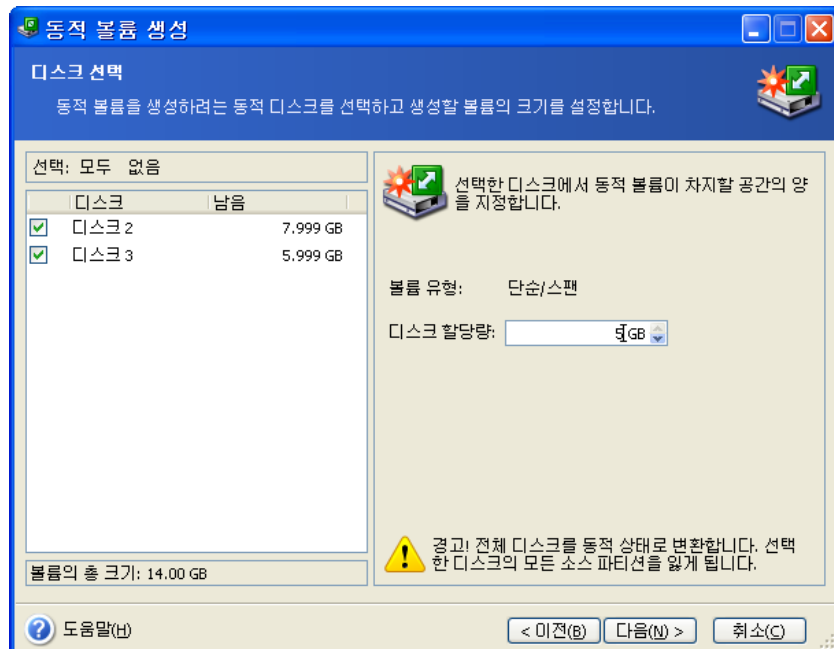 동적 볼륨 생성
디스크 선택
동적 볼륨을 생성하려는 동적 디스크를 선택하고 생성할 볼륨의 크기를 설정합니다.
선택: 모두 없음
디스크 남음
디스크 2 7.999 GB
디스크 3 5.999 GB
볼륨의 총 크기: 14.00 GB
선택한 디스크에서 동적 볼륨이 차지할 공간의 양
을 지정합니다.
볼륨 유형: 단순/스팬
디스크 할당량: 5 GB
경고! 전체 디스크를 동적 상태로 변환합니다. 선택
한 디스크의 모든 소스 파티션을 잃게 됩니다.
도움말(H)
< 이전(B) 다음(N) > 취소(C)